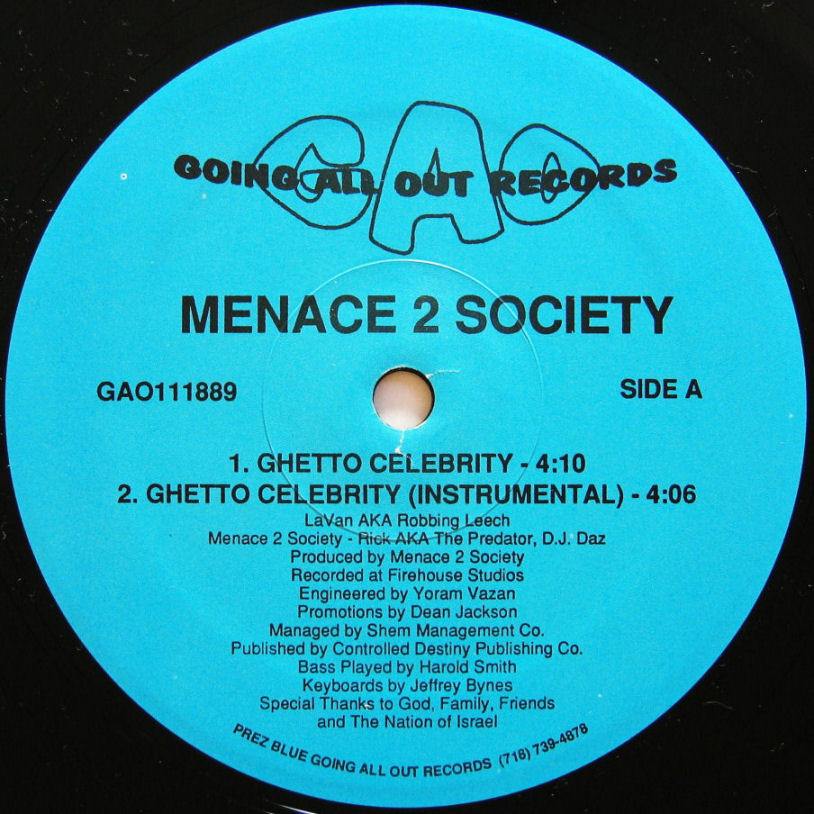 GAO
GOING ALL OUT RECORDS
MENACE 2 SOCIETY
GAO111889
SIDE A
1. GHETTO CELEBRITY - 4:10
2. GHETTO CELEBRITY (INSTRUMENTAL) - 4:06
LaVan AKA Robbing Leech
Menace 2 Society - Rick AKA The Predator, D.J. Daz
Produced by Menace 2 Society
Recorded at Firehouse Studios
Engineered by Yoram Vazan
Promotions by Dean Jackson
Managed by Shem Management Co.
Published by Controlled Destiny Publishing Co.
Bass Played by Harold Smith
Keyboards by Jeffrey Bynes
Special Thanks to God, Family, Friends
and The Nation of Israel
PREZ BLUE GOING ALL OUT RECORDS (718) 739-4878